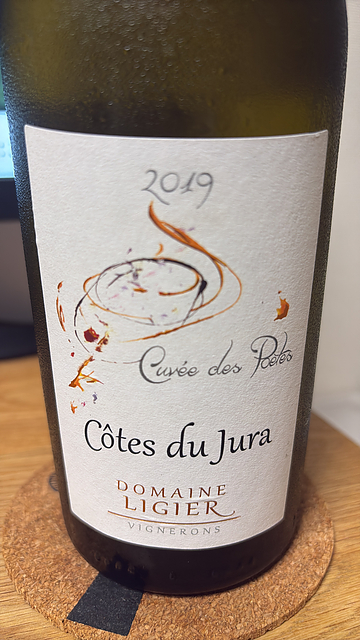 2019
Cuvée des Poètes
Côtes du Jura
DOMAINE
LIGIER
VIGNERONS